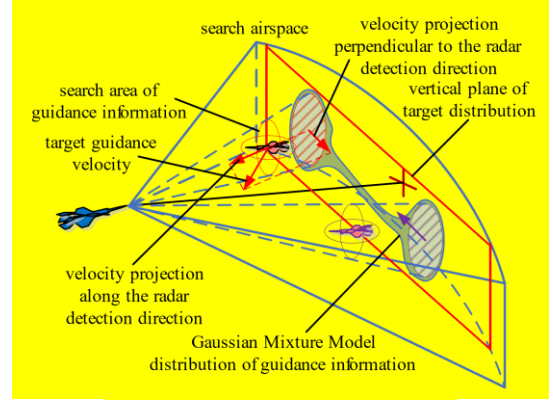 search airspace
velocity projection
perpendicular to the radar
detection direction
vertical plane of
target distribution
search area of
guidance information
target guidance
velocity
velocity projection
along the radar
detection direction
Gaussian Mixture Model
distribution of guidance information